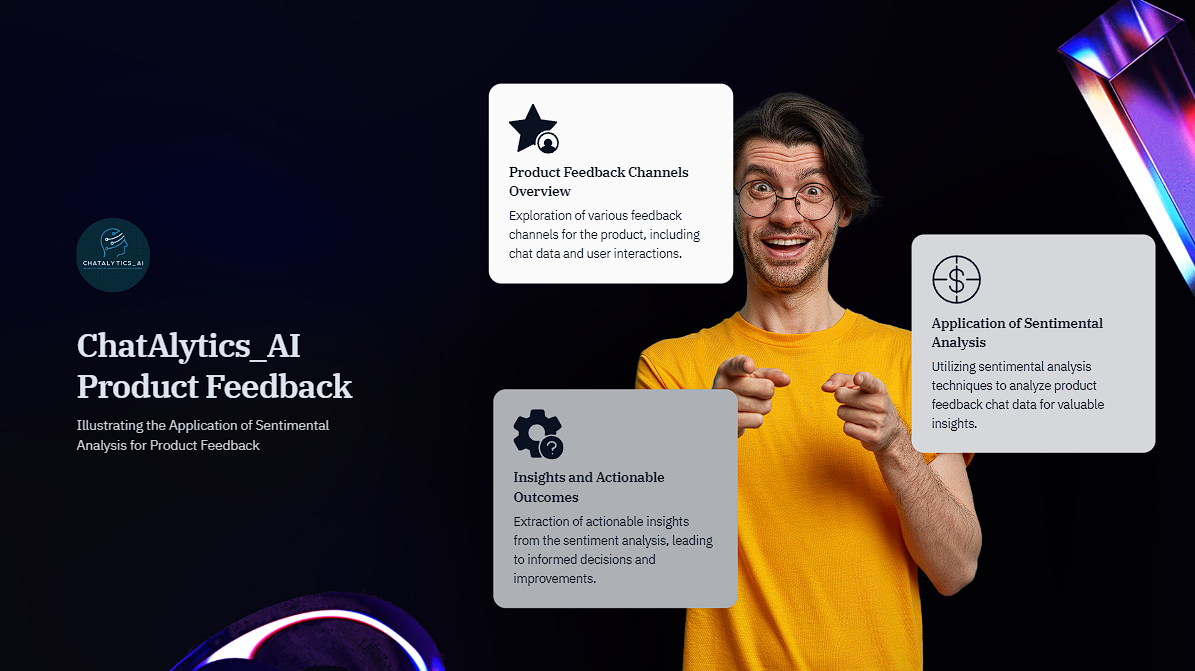 CHATALYTICS_AI
ChatAlytics_AI
Product Feedback
Illustrating the Application of Sentimental
Analysis for Product Feedback
Product Feedback Channels
Overview
Exploration of various feedback
channels for the product, including
chat data and user interactions.
Application of Sentimental
Analysis
Utilizing sentimental analysis
techniques to analyze product
feedback chat data for valuable
insights.
Insights and Actionable
Outcomes
Extraction of actionable insights
from the sentiment analysis, leading
to informed decisions and
improvements.